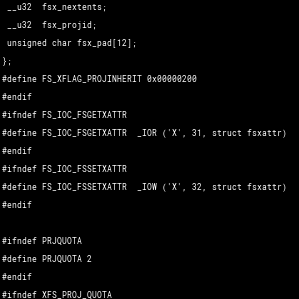 __u32 fsx_nextents;
__u32 fsx_projid;
unsigned char fsx_pad[12];
};
#define FS_XFLAG_PROJINHERIT 0x00000200
#endif
#ifndef FS_IOC_FSGETXATTR
#define FS_IOC_FSGETXATTR _IOR ('X', 31, struct fsxattr)
#endif
#ifndef FS_IOC_FSSETXATTR
#define FS_IOC_FSSETXATTR _IOW ('X', 32, struct fsxattr)
#endif
#ifndef PRJQUOTA
#define PRJQUOTA 2
#endif
#ifndef XFS_PROJ_QUOTA